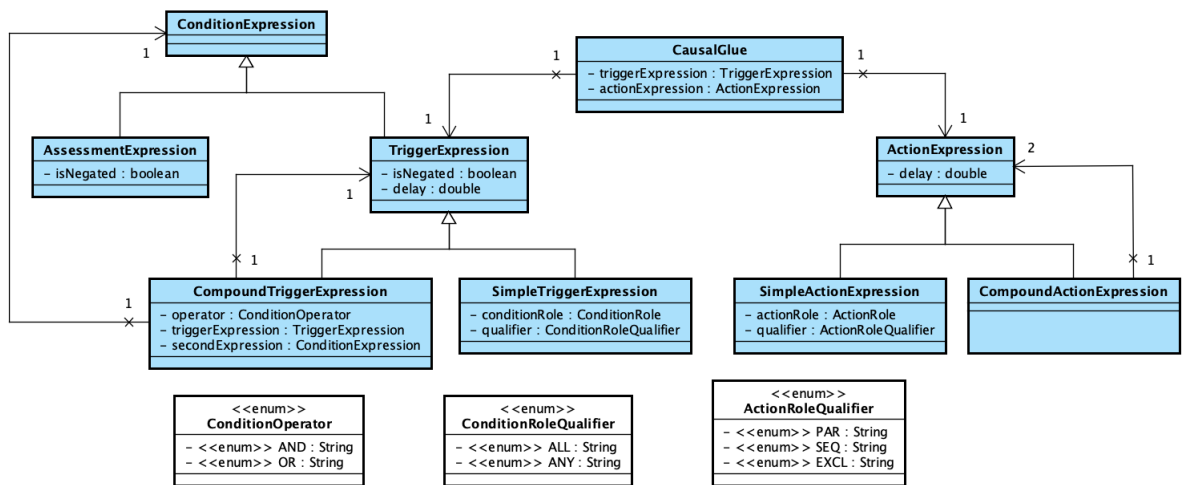 ConditionExpression
1
CausalGlue
- triggerExpression : TriggerExpression
- actionExpression : ActionExpression
1
1
1
1
AssessmentExpression
- isNegated : boolean
TriggerExpression
- isNegated : boolean
- delay : double
ActionExpression
- delay : double
2
1
1
1
1
CompoundTriggerExpression
- operator : ConditionOperator
- triggerExpression : TriggerExpression
- secondExpression : ConditionExpression
SimpleTriggerExpression
- conditionRole : ConditionRole
- qualifier : ConditionRoleQualifier
SimpleActionExpression
- actionRole : ActionRole
- qualifier : ActionRoleQualifier
CompoundActionExpression
<<enum>>
ConditionOperator
- <<enum>> AND : String
- <<enum>> OR : String
<<enum>>
ConditionRoleQualifier
- <<enum>> ALL : String
- <<enum>> ANY : String
<<enum>>
ActionRoleQualifier
- <<enum>> PAR : String
- <<enum>> SEQ : String
- <<enum>> EXCL : String